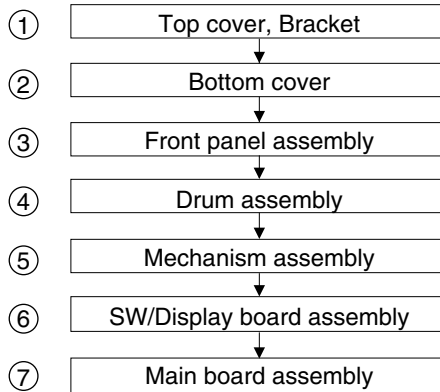 ① Top cover, Bracket
② Bottom cover
③ Front panel assembly
④ Drum assembly
⑤ Mechanism assembly
⑥ SW/Display board assembly
⑦ Main board assembly